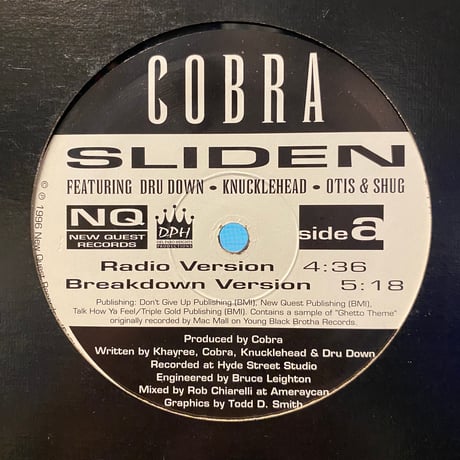 COBRA
SLIDEN
FEATURING DRU DOWN • KNUCKLEHEAD • OTIS & SHUG
NQ
NEW QUEST
RECORDS
DPH
DEL PARO HEIGHTS
PRODUCTIONS
side a
Radio Version 4:36
Breakdown Version 5:18
Publishing: Don't Give Up Publishing (BMI), New Quest Publishing (BMI),
Talk How Ya Feel/Triple Gold Publishing (BMI). Contains a sample of "Ghetto Theme"
originally recorded by Mac Mall on Young Black Brotha Records.
Produced by Cobra
Written by Khayree, Cobra, Knucklehead & Dru Down
Recorded at Hyde Street Studio
Engineered by Bruce Leighton
Mixed by Rob Chiarelli at Ameraycan
Graphics by Todd D. Smith
© ℗ 1996 New Quest